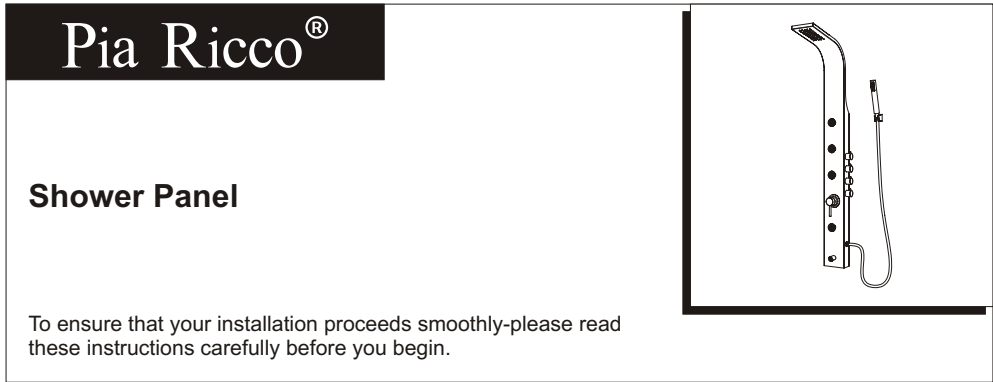 Pia Ricco®
Shower Panel
To ensure that your installation proceeds smoothly-please read
these instructions carefully before you begin.